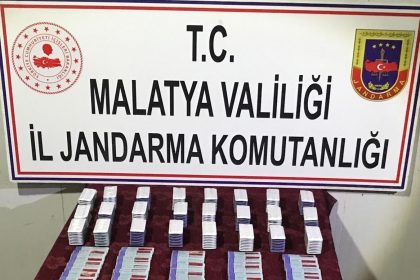 T.C.
MALATYA VALİLİĞİ
İL JANDARMA KOMUTANLIĞI
JANDARMA